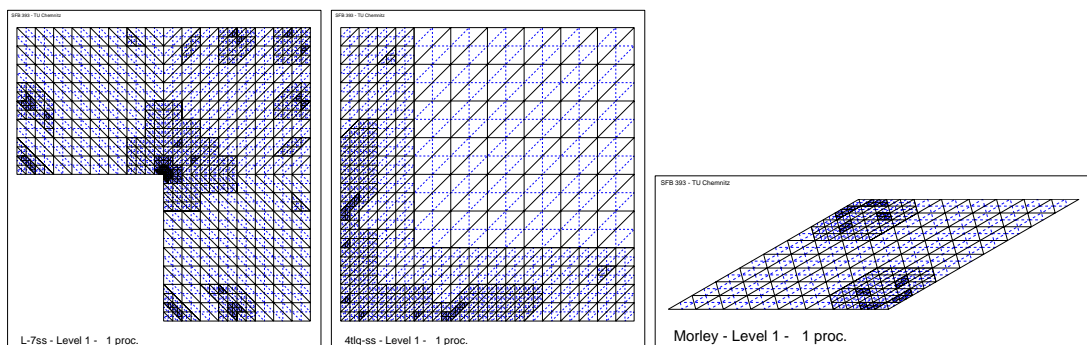 SFB 393 - TU Chemnitz
L-7ss - Level 1 - 1 proc.
SFB 393 - TU Chemnitz
4tlq-ss - Level 1 - 1 proc.
SFB 393 - TU Chemnitz
Morley - Level 1 - 1 proc.